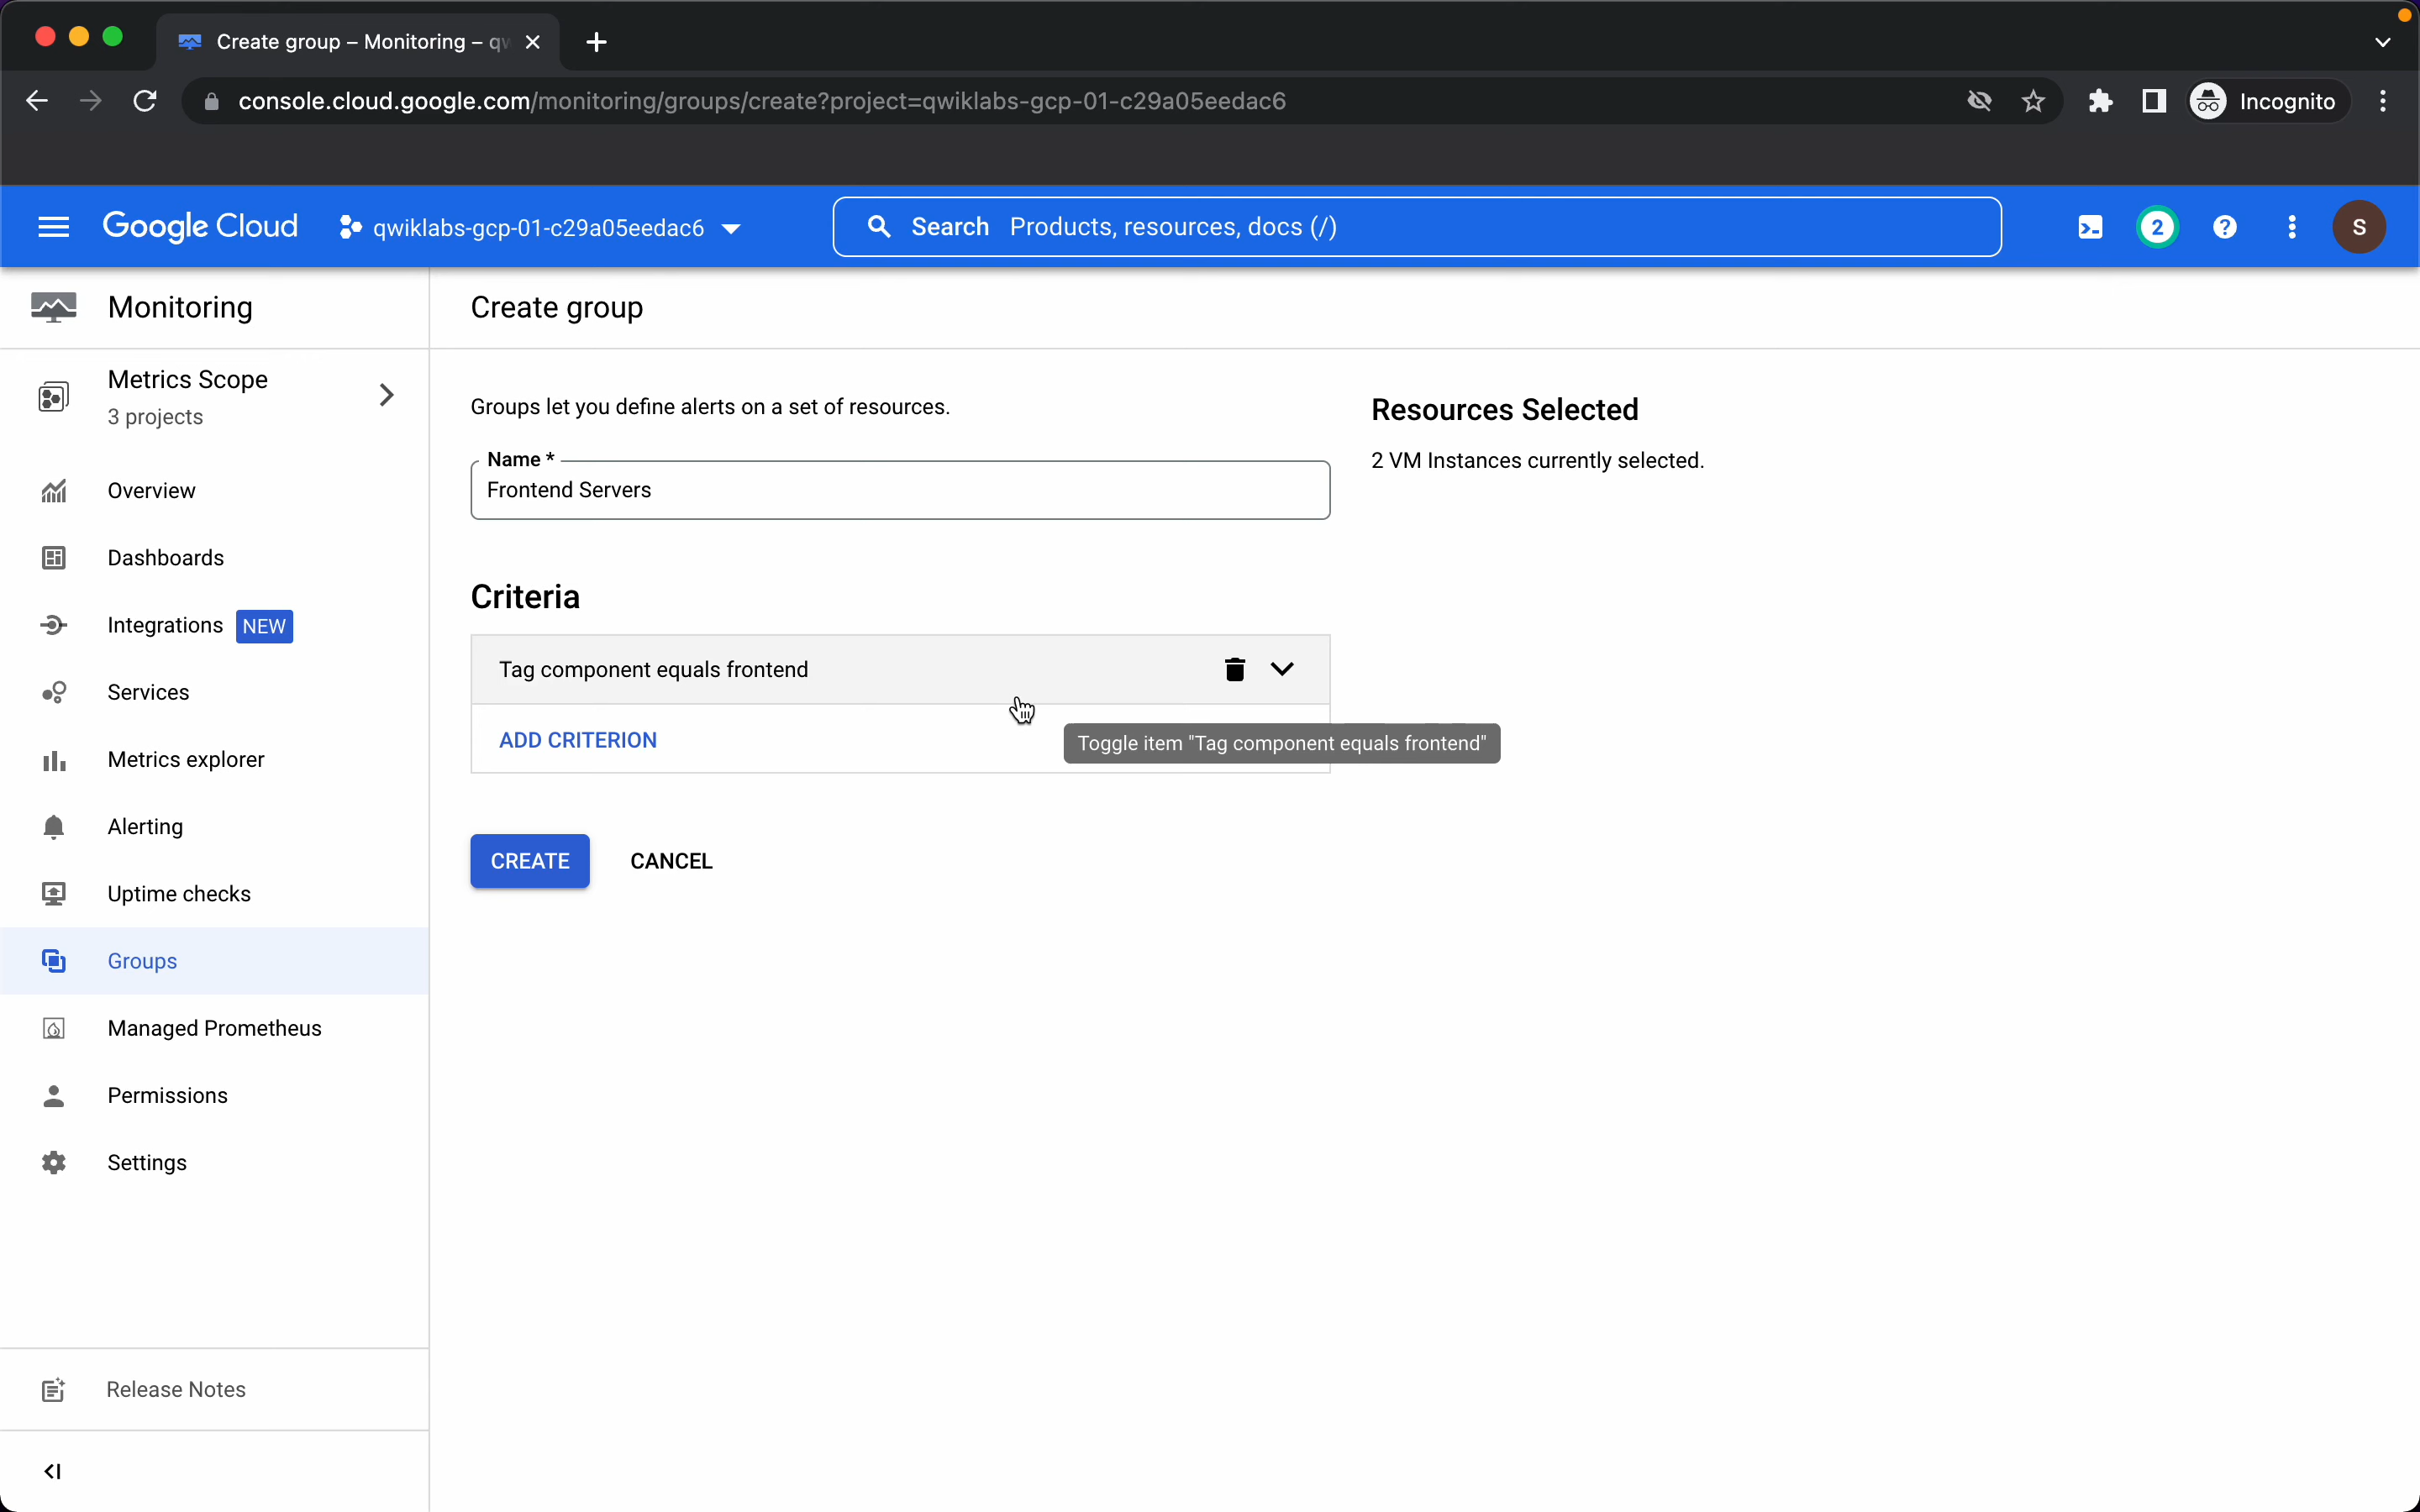 Create group – Monitoring – qw
console.cloud.google.com/monitoring/groups/create?project=qwiklabs-gcp-01-c29a05eedac6
Incognito
Google Cloud
qwiklabs-gcp-01-c29a05eedac6
Search Products, resources, docs (/)
2
?
S
Monitoring
Create group
Metrics Scope
3 projects
Overview
Dashboards
Integrations NEW
Services
Metrics explorer
Alerting
Uptime checks
Groups
Managed Prometheus
Permissions
Settings
Release Notes
Groups let you define alerts on a set of resources.
Name *
Frontend Servers
Criteria
Tag component equals frontend
ADD CRITERION
Toggle item "Tag component equals frontend"
CREATE
CANCEL
Resources Selected
2 VM Instances currently selected.